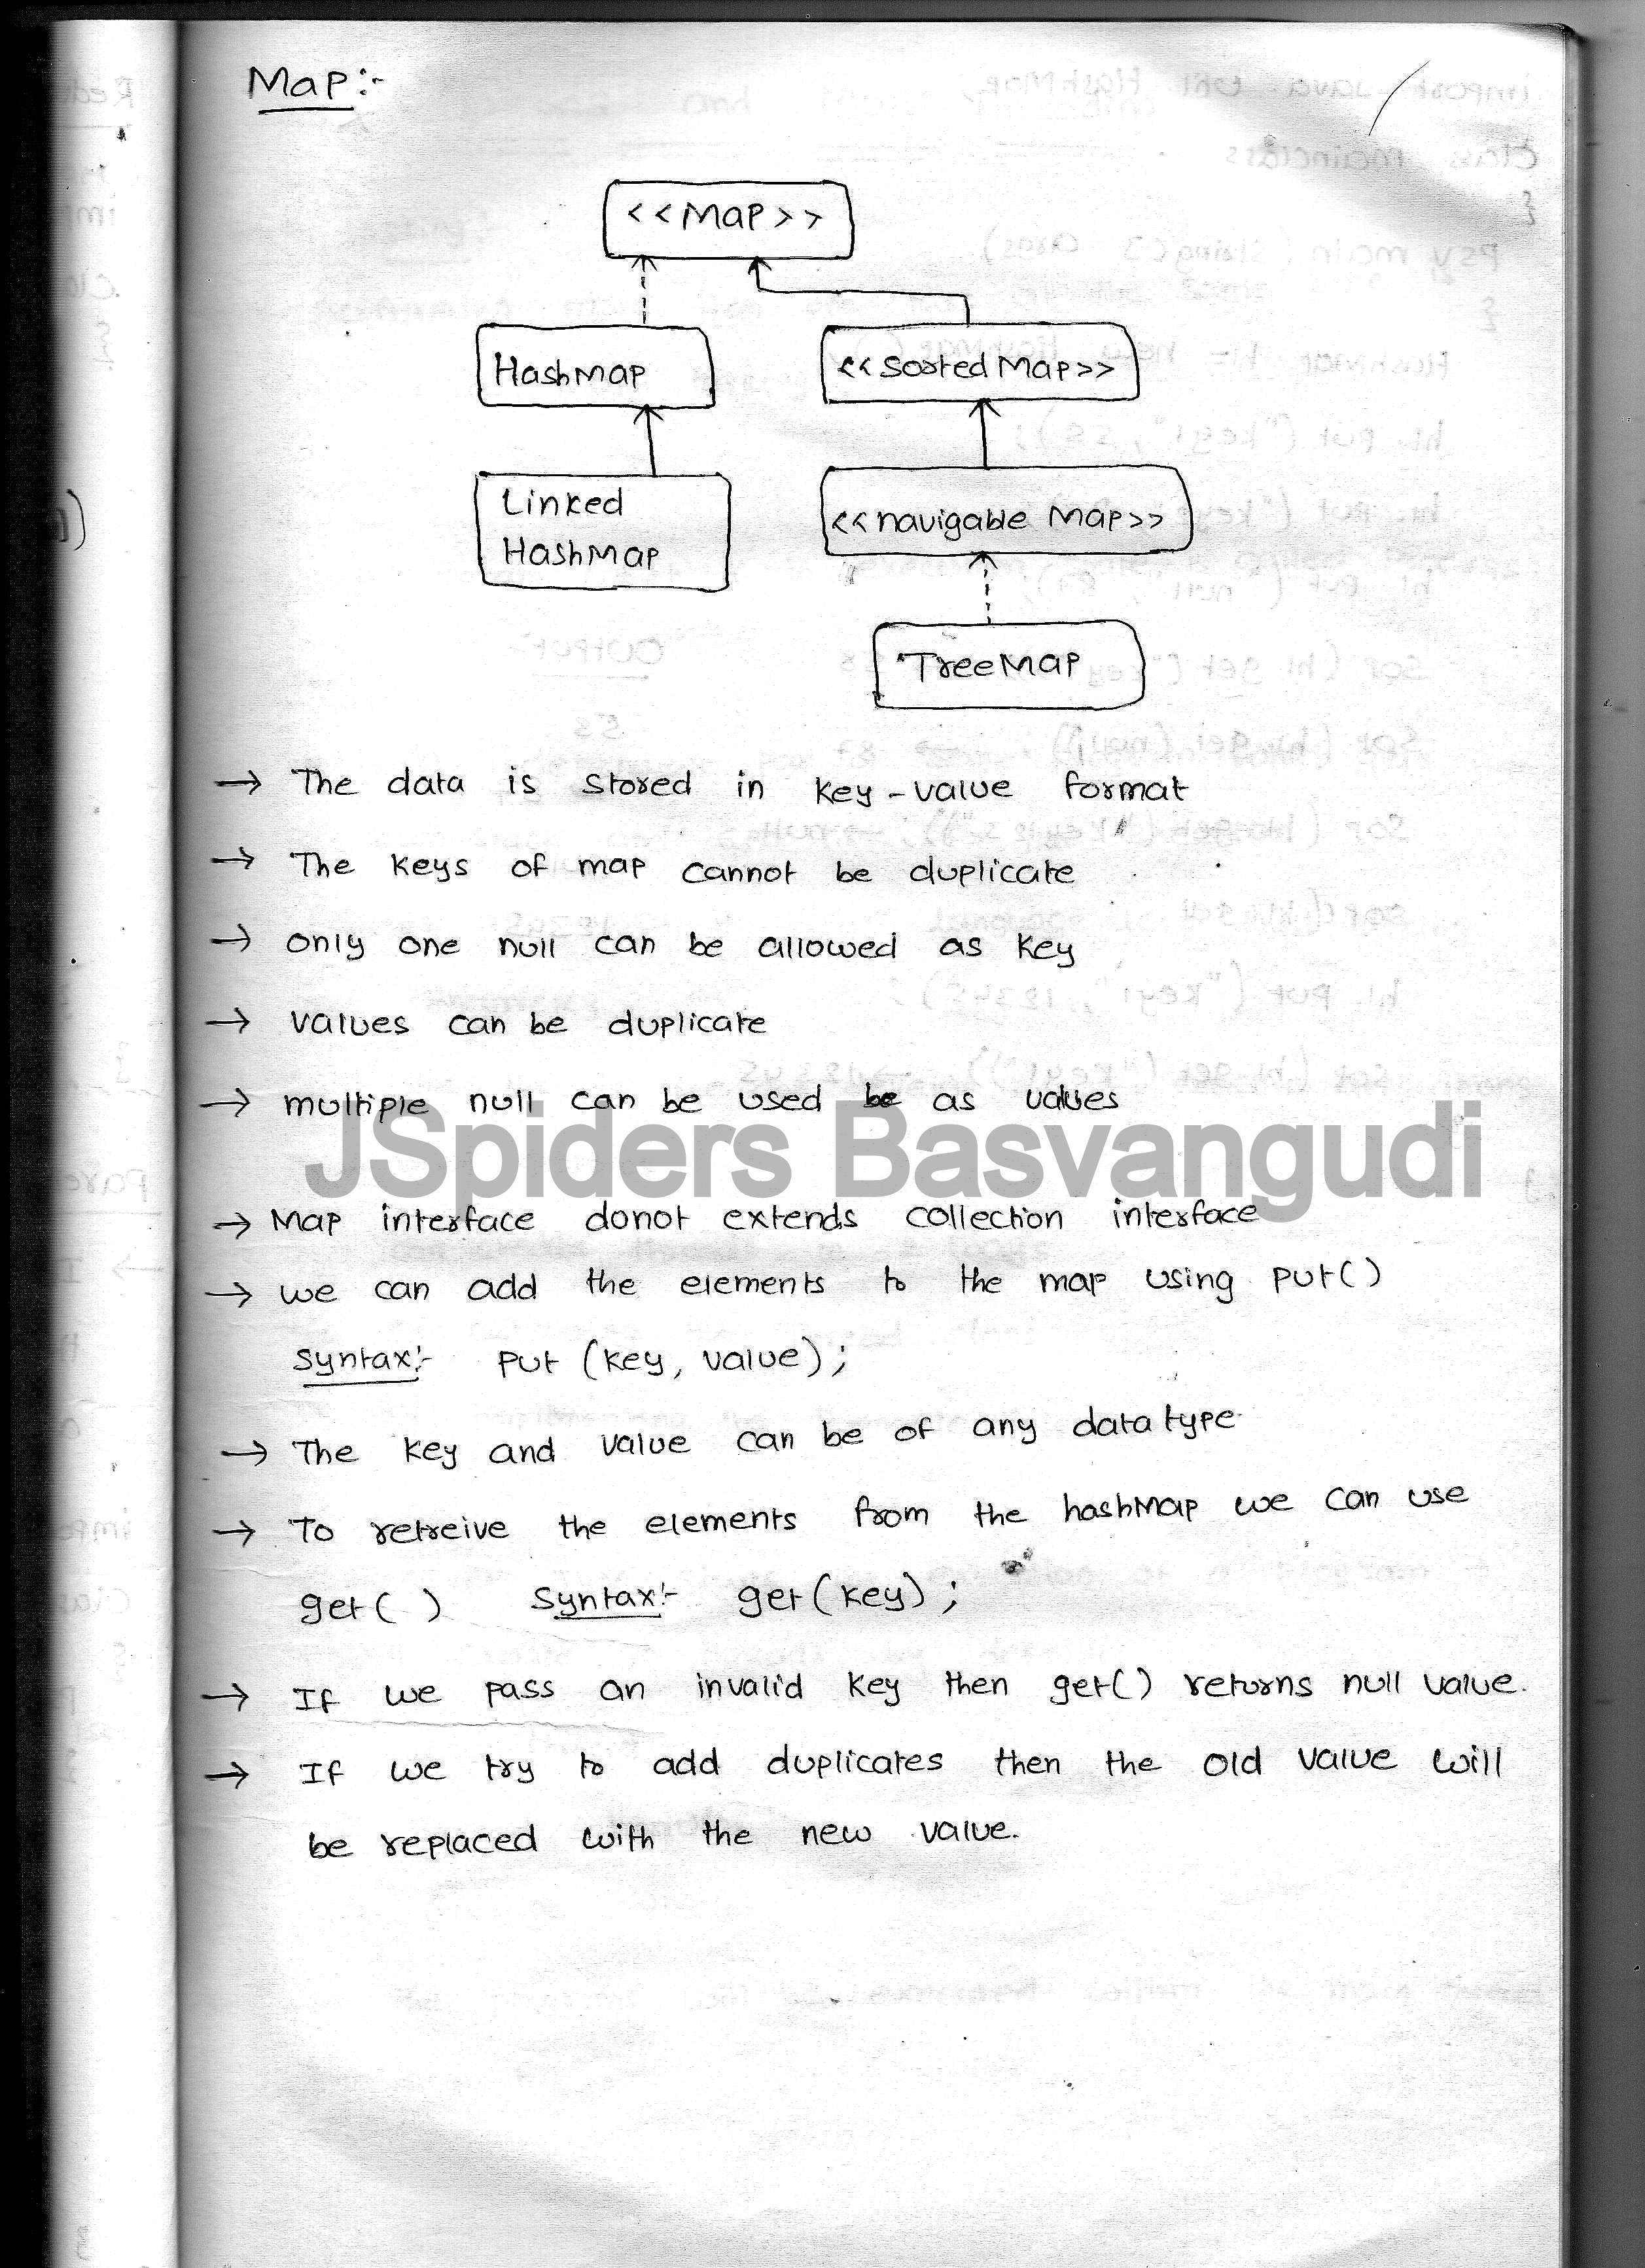 Map:-
<<Map>>
HashMap
<<Sorted Map>>
Linked
HashMap
<<navigable Map>>
TreeMap
→ The data is stored in key-value format
→ The keys of map cannot be duplicate
→ only one null can be allowed as key
→ values can be duplicate
→ multiple null can be used be as values
JSpiders Basvangudi
→ Map interface donot extends collection interface
→ we can add the elements to the map using put()
Syntax:- put (key, value);
→ The key and value can be of any datatype
→ To retreive the elements from the hashMap we can use
get( ) Syntax:- get(key);
→ If we pass an invalid key then get() returns null value.
→ If we try to add duplicates then the old value will
be replaced with the new value.